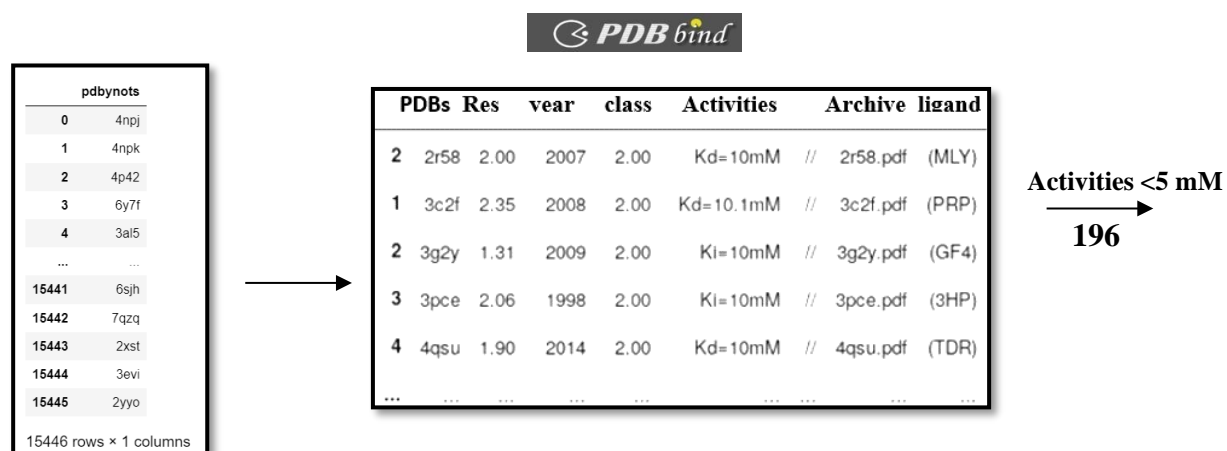 PDB bind
pdbynots
0 4npj
1 4npk
2 4p42
3 6y7f
4 3al5
... ...
15441 6sjh
15442 7qzq
15443 2xst
15444 3evi
15445 2yyo
15446 rows × 1 columns
PDBs Res vear class Activities Archive ligand
2 2r58 2.00 2007 2.00 Kd=10mM // 2r58.pdf (MLY)
1 3c2f 2.35 2008 2.00 Kd=10.1mM // 3c2f.pdf (PRP)
2 3g2y 1.31 2009 2.00 Ki=10mM // 3g2y.pdf (GF4)
3 3pce 2.06 1998 2.00 Ki=10mM // 3pce.pdf (3HP)
4 4qsu 1.90 2014 2.00 Kd=10mM // 4qsu.pdf (TDR)
... ... ... ... ... ... ... ... ...
Activities <5 mM
196